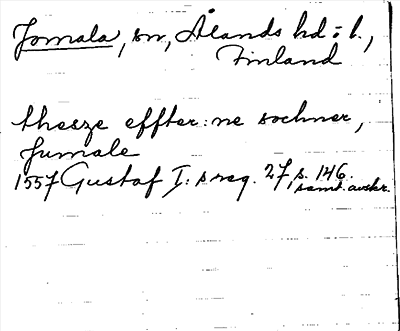 Jomala, sn, Ålands hd o. l.,
Finland
thesze effter:ne sochner,
Jumale
1557 Gustaf I:s reg. 27, s. 146.
samt. avskr.